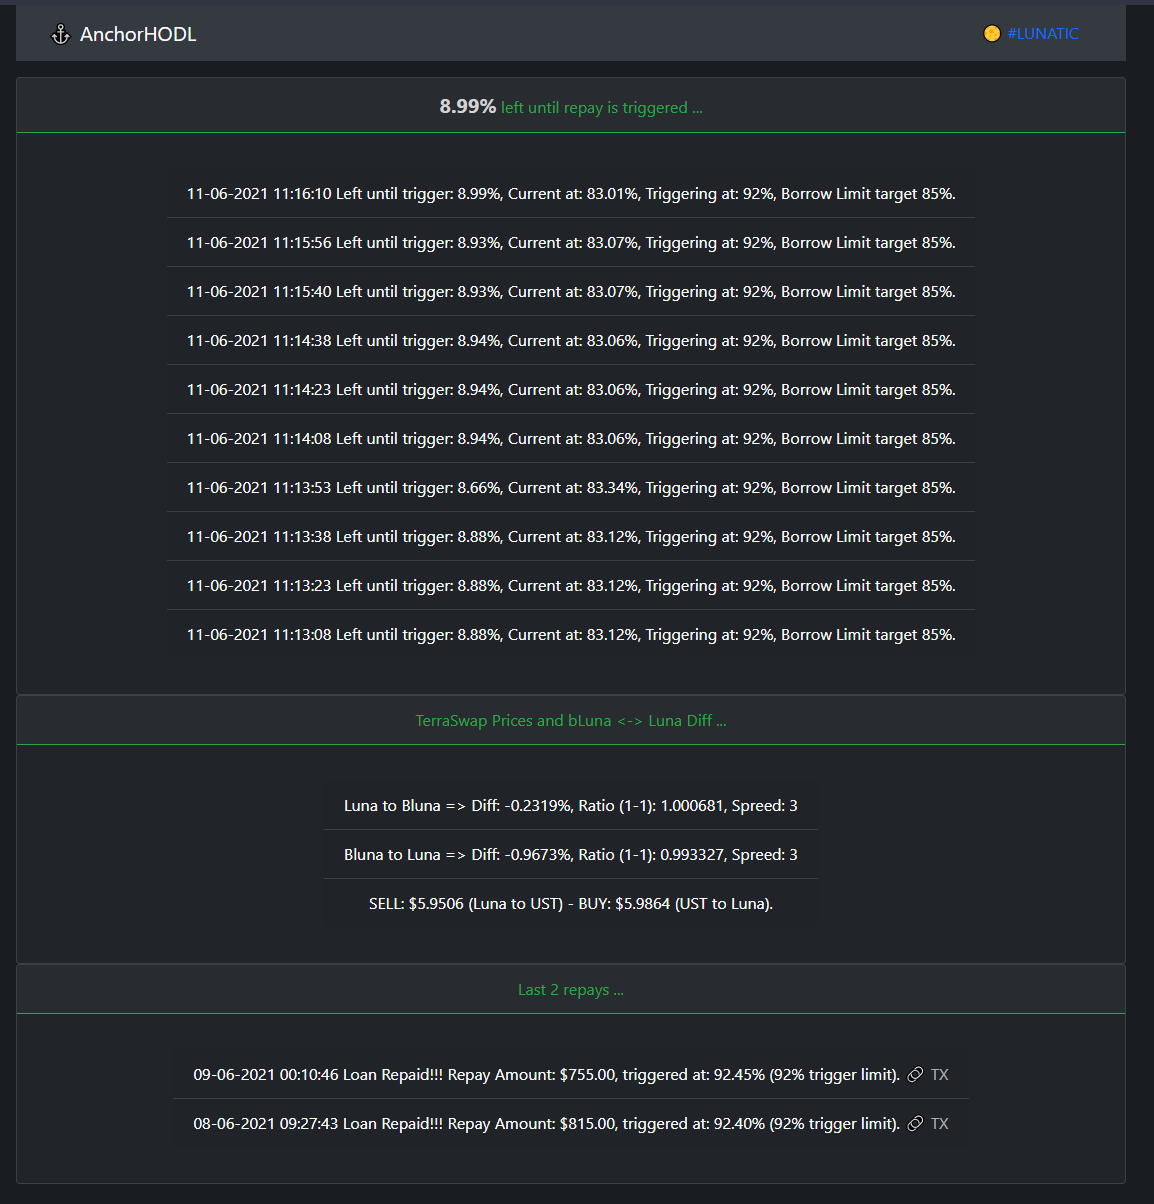 AnchorHODL
#LUNATIC
8.99% left until repay is triggered ...
11-06-2021 11:16:10 Left until trigger: 8.99%, Current at: 83.01%, Triggering at: 92%, Borrow Limit target 85%.
11-06-2021 11:15:56 Left until trigger: 8.93%, Current at: 83.07%, Triggering at: 92%, Borrow Limit target 85%.
11-06-2021 11:15:40 Left until trigger: 8.93%, Current at: 83.07%, Triggering at: 92%, Borrow Limit target 85%.
11-06-2021 11:14:38 Left until trigger: 8.94%, Current at: 83.06%, Triggering at: 92%, Borrow Limit target 85%.
11-06-2021 11:14:23 Left until trigger: 8.94%, Current at: 83.06%, Triggering at: 92%, Borrow Limit target 85%.
11-06-2021 11:14:08 Left until trigger: 8.94%, Current at: 83.06%, Triggering at: 92%, Borrow Limit target 85%.
11-06-2021 11:13:53 Left until trigger: 8.66%, Current at: 83.34%, Triggering at: 92%, Borrow Limit target 85%.
11-06-2021 11:13:38 Left until trigger: 8.88%, Current at: 83.12%, Triggering at: 92%, Borrow Limit target 85%.
11-06-2021 11:13:23 Left until trigger: 8.88%, Current at: 83.12%, Triggering at: 92%, Borrow Limit target 85%.
11-06-2021 11:13:08 Left until trigger: 8.88%, Current at: 83.12%, Triggering at: 92%, Borrow Limit target 85%.
TerraSwap Prices and bLuna <-> Luna Diff ...
Luna to Bluna => Diff: -0.2319%, Ratio (1-1): 1.000681, Spreed: 3
Bluna to Luna => Diff: -0.9673%, Ratio (1-1): 0.993327, Spreed: 3
SELL: $5.9506 (Luna to UST) - BUY: $5.9864 (UST to Luna).
Last 2 repays ...
09-06-2021 00:10:46 Loan Repaid!!! Repay Amount: $755.00, triggered at: 92.45% (92% trigger limit). TX
08-06-2021 09:27:43 Loan Repaid!!! Repay Amount: $815.00, triggered at: 92.40% (92% trigger limit). TX